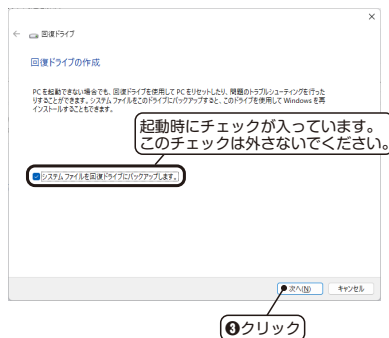 回復ドライブ
回復ドライブの作成
PC を起動できない場合でも、回復ドライブを使用して PC をリセットしたり、問題のトラブルシューティングを行った
りすることができます。システム ファイルをこのドライブにバックアップすると、このドライブを使用して Windows を再
インストールすることもできます。
起動時にチェックが入っています。
このチェックは外さないでください。
システム ファイルを回復ドライブにバックアップします。
次へ(N) キャンセル
❸クリック